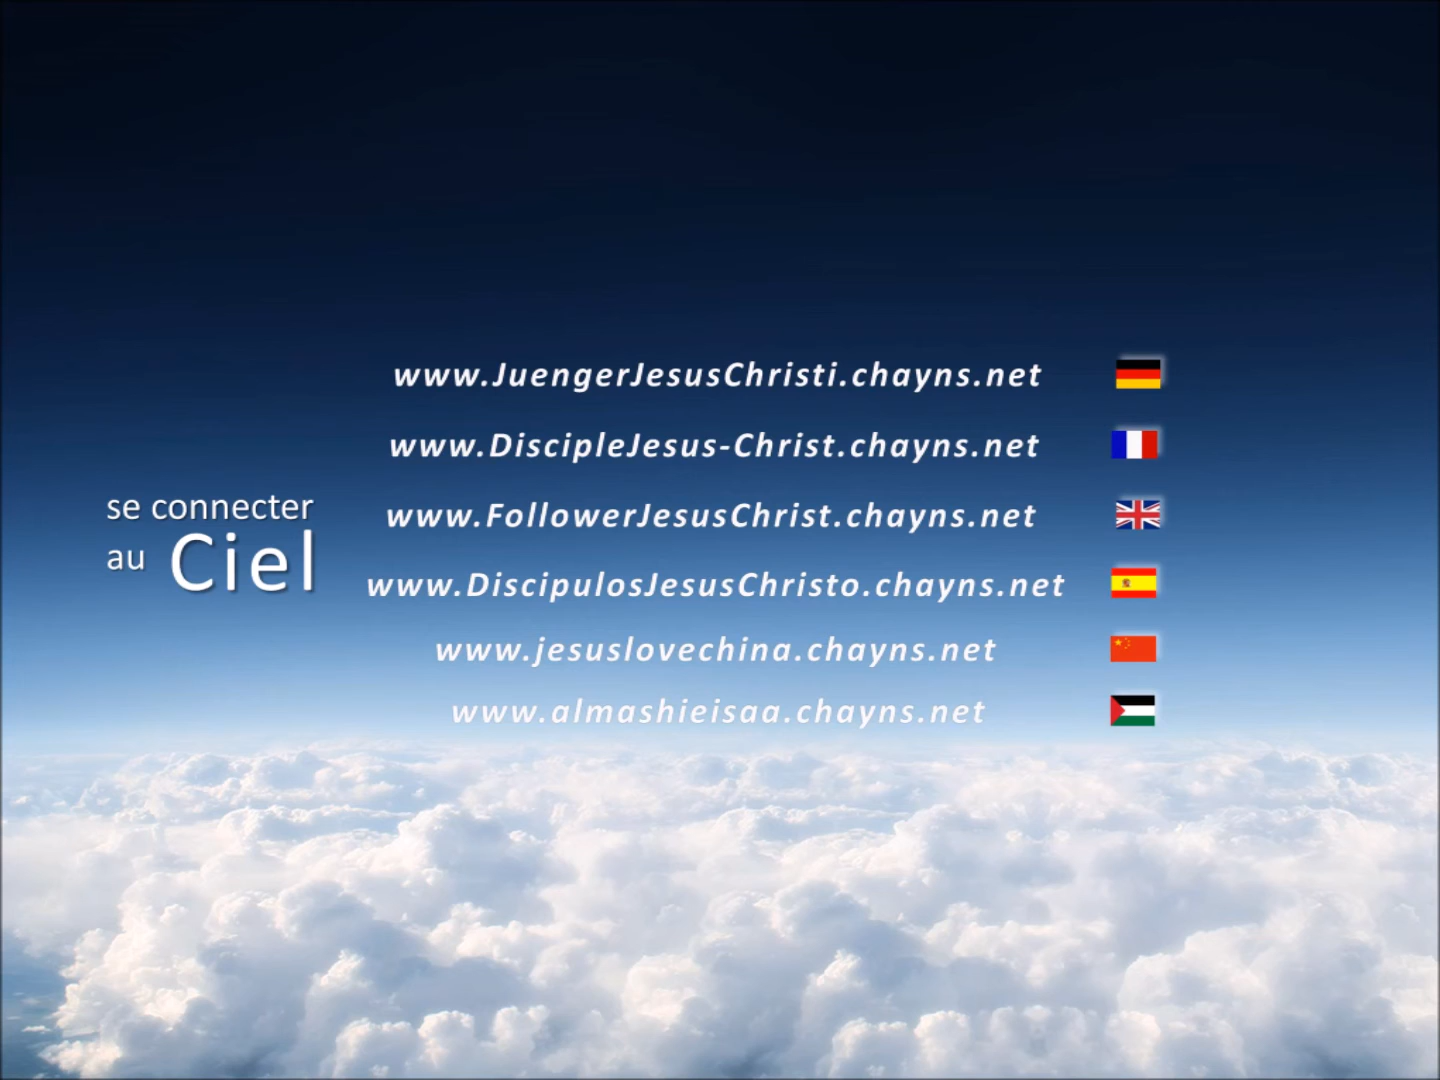 www.JuengerJesusChristi.chayns.net
www.DiscipleJesus-Christ.chayns.net
se connecter
au Ciel
www.FollowerJesusChrist.chayns.net
www.DiscipulosJesusChristo.chayns.net
www.jesuslovechina.chayns.net
www.almashieisaa.chayns.net